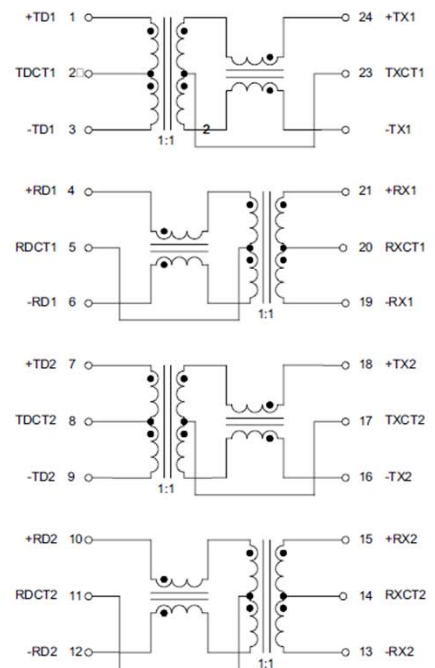 +TD1 1 24 +TX1
TDCT1 2□ 23 TXCT1
-TD1 3 2 -TX1
1:1
+RD1 4 21 +RX1
RDCT1 5 20 RXCT1
-RD1 6 19 -RX1
1:1
+TD2 7 18 +TX2
TDCT2 8 17 TXCT2
-TD2 9 16 -TX2
1:1
+RD2 10 15 +RX2
RDCT2 11 14 RXCT2
-RD2 12 13 -RX2
1:1